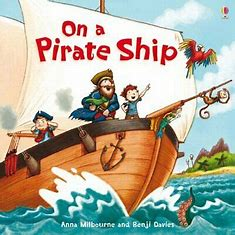 On a
Pirate Ship
Anna Milbourne and Benji Davies